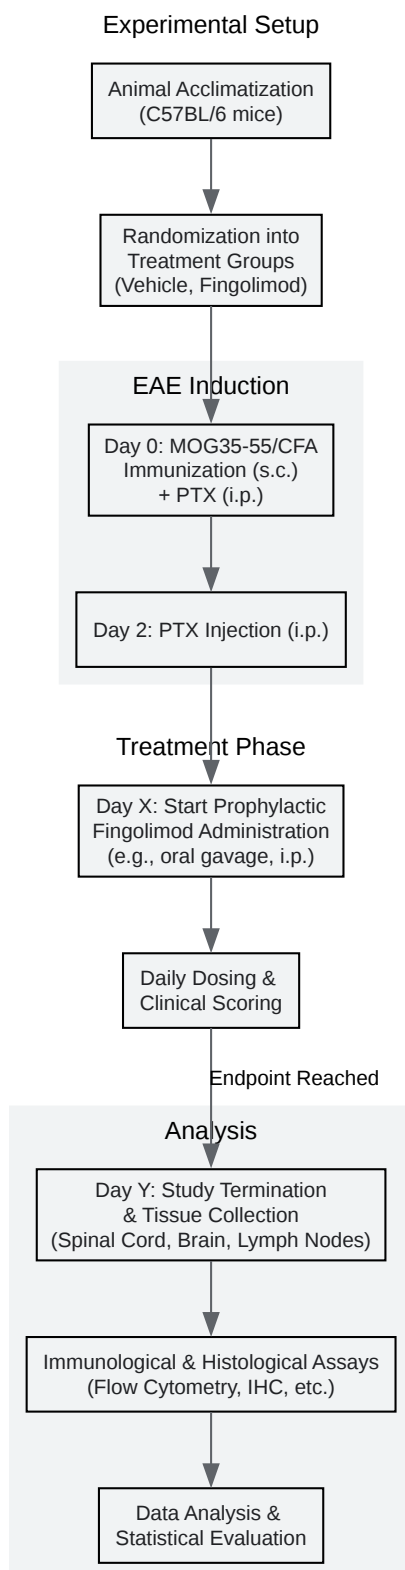 Experimental Setup
Animal Acclimatization
(C57BL/6 mice)
Randomization into
Treatment Groups
(Vehicle, Fingolimod)
EAE Induction
Day 0: MOG35-55/CFA
Immunization (s.c.)
+ PTX (i.p.)
Day 2: PTX Injection (i.p.)
Treatment Phase
Day X: Start Prophylactic
Fingolimod Administration
(e.g., oral gavage, i.p.)
Daily Dosing &
Clinical Scoring
Endpoint Reached
Analysis
Day Y: Study Termination
& Tissue Collection
(Spinal Cord, Brain, Lymph Nodes)
Immunological & Histological Assays
(Flow Cytometry, IHC, etc.)
Data Analysis &
Statistical Evaluation